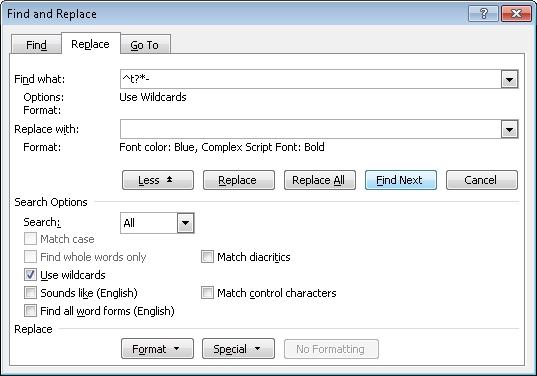 Find and Replace
Find Replace Go To
Find what: ^t?*-
Options: Use Wildcards
Format:
Replace with:
Format: Font color: Blue, Complex Script Font: Bold
Less Replace Replace All Find Next Cancel
Search Options
Search: All
Match case
Find whole words only Match diacritics
Use wildcards
Sounds like (English) Match control characters
Find all word forms (English)
Replace
Format Special No Formatting